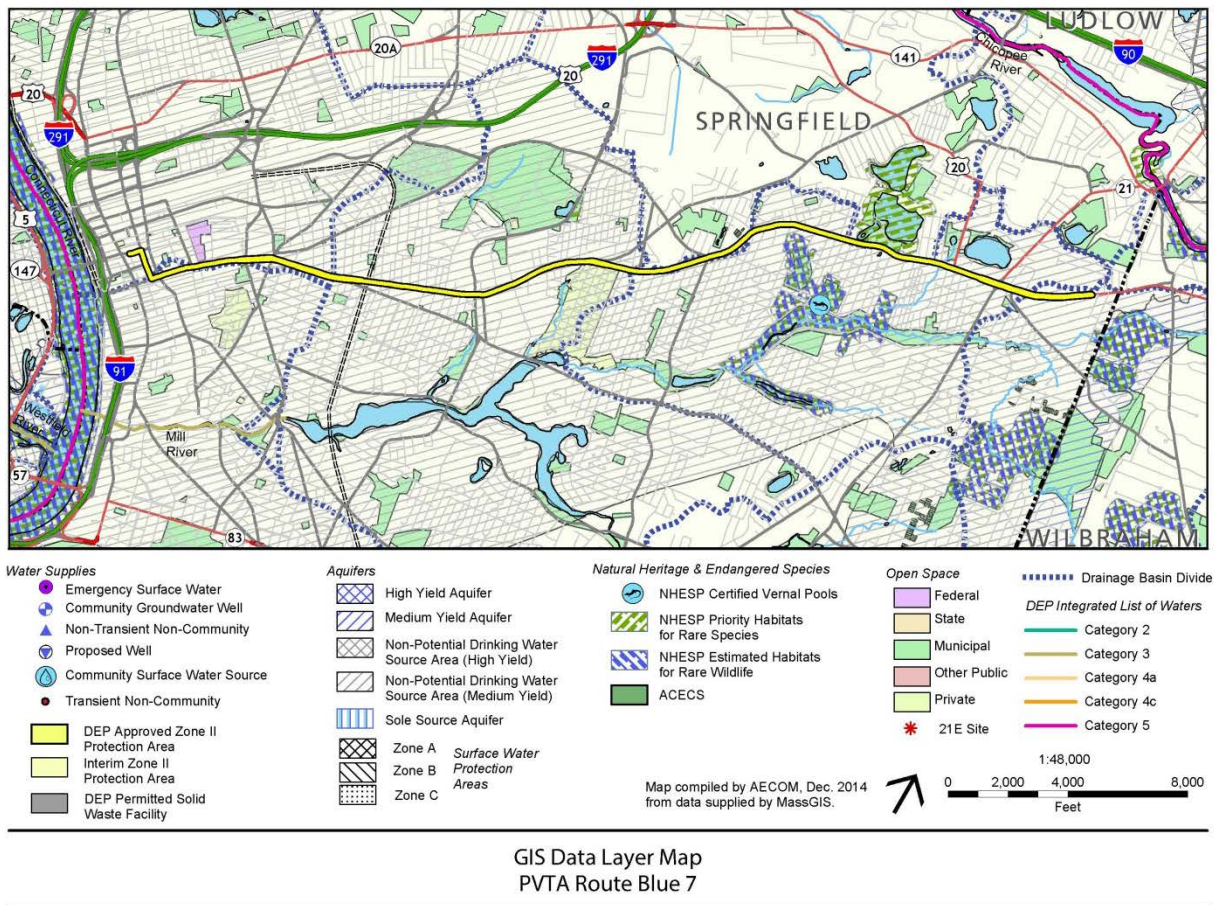 LUDLOW
20A
291
20
141
Chicopee
River
90
20
291
SPRINGFIELD
20
21
Connecticut River
5
147
91
Westfield
River
Mill
River
57
83
WILBRAHAM
Water Supplies
Emergency Surface Water
Community Groundwater Well
Non-Transient Non-Community
Proposed Well
Community Surface Water Source
Transient Non-Community
DEP Approved Zone II
Protection Area
Interim Zone II
Protection Area
DEP Permitted Solid
Waste Facility
Aquifers
High Yield Aquifer
Medium Yield Aquifer
Non-Potential Drinking Water
Source Area (High Yield)
Non-Potential Drinking Water
Source Area (Medium Yield)
Sole Source Aquifer
Zone A
Zone B
Zone C
Surface Water
Protection
Areas
Natural Heritage & Endangered Species
NHESP Certified Vernal Pools
NHESP Priority Habitats
for Rare Species
NHESP Estimated Habitats
for Rare Wildlife
ACECS
Open Space
Federal
State
Municipal
Other Public
Private
21E Site
Drainage Basin Divide
DEP Integrated List of Waters
Category 2
Category 3
Category 4a
Category 4c
Category 5
Map compiled by AECOM, Dec. 2014
from data supplied by MassGIS.
1:48,000
0 2,000 4,000 8,000
Feet
GIS Data Layer Map
PVTA Route Blue 7